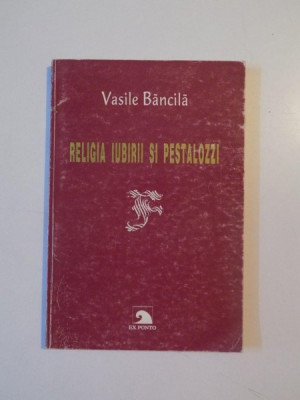 Vasile Băncilă
RELIGIA IUBIRII ȘI PESTALOZZI
EX PONTO